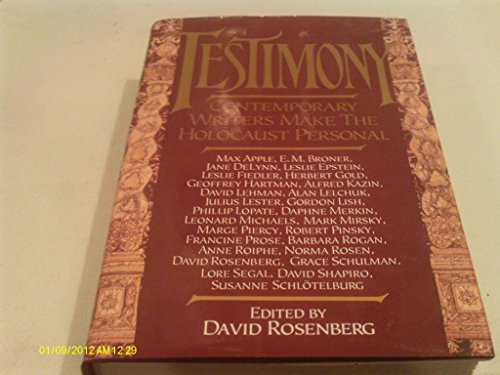 TESTIMONY
CONTEMPORARY
WRITERS MAKE THE
HOLOCAUST PERSONAL
MAX APPLE, E.M. BRONER,
JANE DELYNN, LESLIE EPSTEIN,
LESLIE FIEDLER, HERBERT GOLD,
GEOFFREY HARTMAN, ALFRED KAZIN,
DAVID LEHMAN, ALAN LELCHUK,
JULIUS LESTER, GORDON LISH,
PHILLIP LOPATE, DAPHNE MERKIN,
LEONARD MICHAELS, MARK MIRSKY,
MARGE PIERCY, ROBERT PINSKY,
FRANCINE PROSE, BARBARA ROGAN,
ANNE ROIPHE, NORMA ROSEN,
DAVID ROSENBERG, GRACE SCHULMAN,
LORE SEGAL, DAVID SHAPIRO,
SUSANNE SCHLÖTELBURG
EDITED BY
DAVID ROSENBERG
01/09/2012 AM 12:29